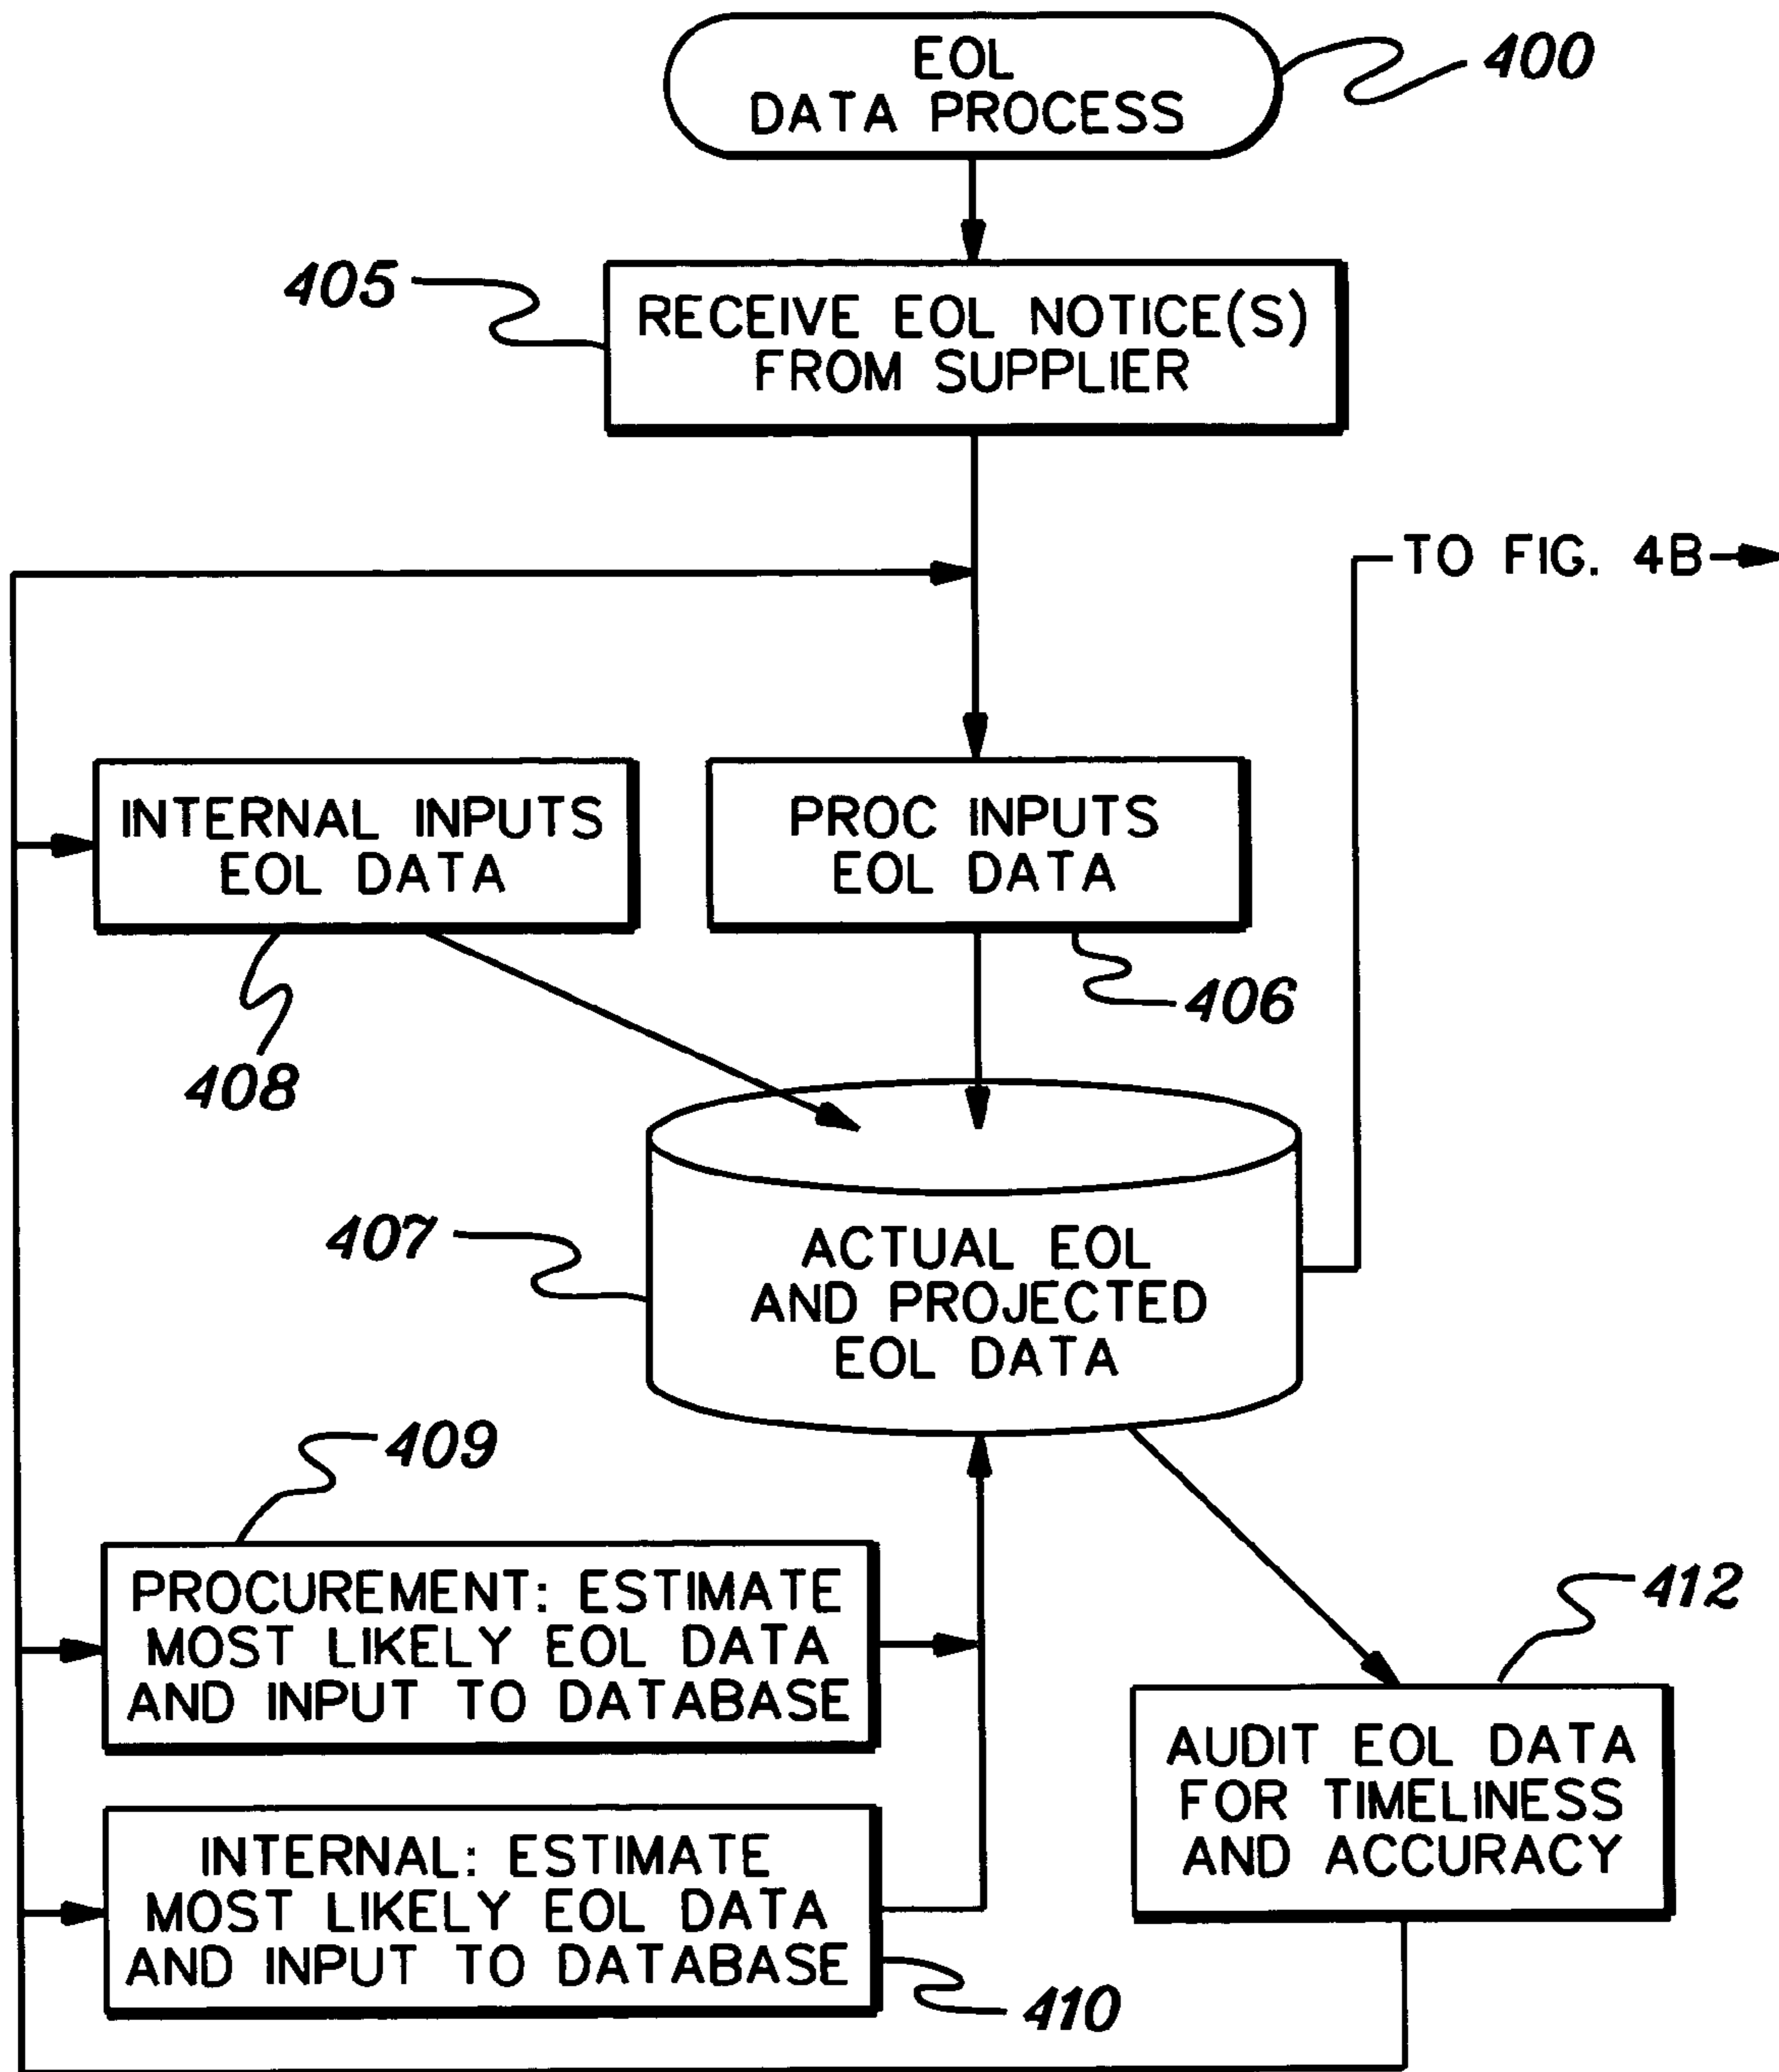 EOL
DATA PROCESS
400
405
RECEIVE EOL NOTICE(S)
FROM SUPPLIER
TO FIG. 4B
INTERNAL INPUTS
EOL DATA
PROC INPUTS
EOL DATA
406
408
407
ACTUAL EOL
AND PROJECTED
EOL DATA
409
PROCUREMENT: ESTIMATE
MOST LIKELY EOL DATA
AND INPUT TO DATABASE
412
AUDIT EOL DATA
FOR TIMELINESS
AND ACCURACY
INTERNAL: ESTIMATE
MOST LIKELY EOL DATA
AND INPUT TO DATABASE
410